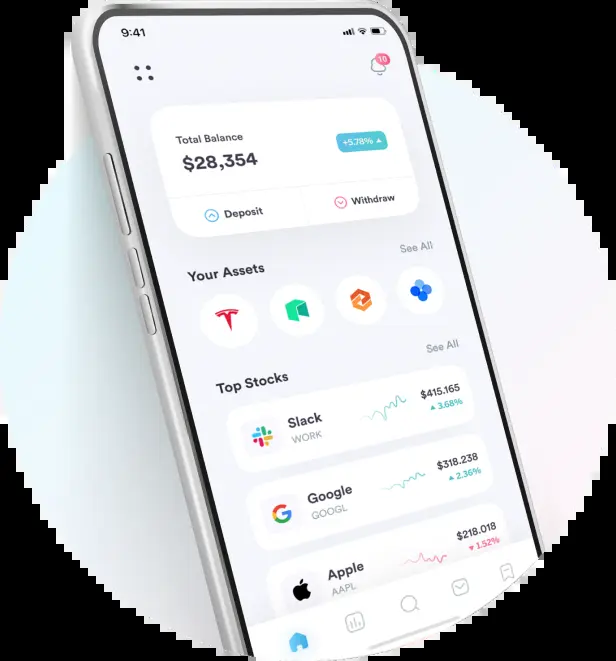 9:41
10
Total Balance
+5.78%
$28,354
Deposit
Withdraw
Your Assets
See All
Top Stocks
See All
Slack
WORK
$415.165
3.68%
Google
GOOGL
$318.238
2.36%
Apple
AAPL
$218.018
1.52%